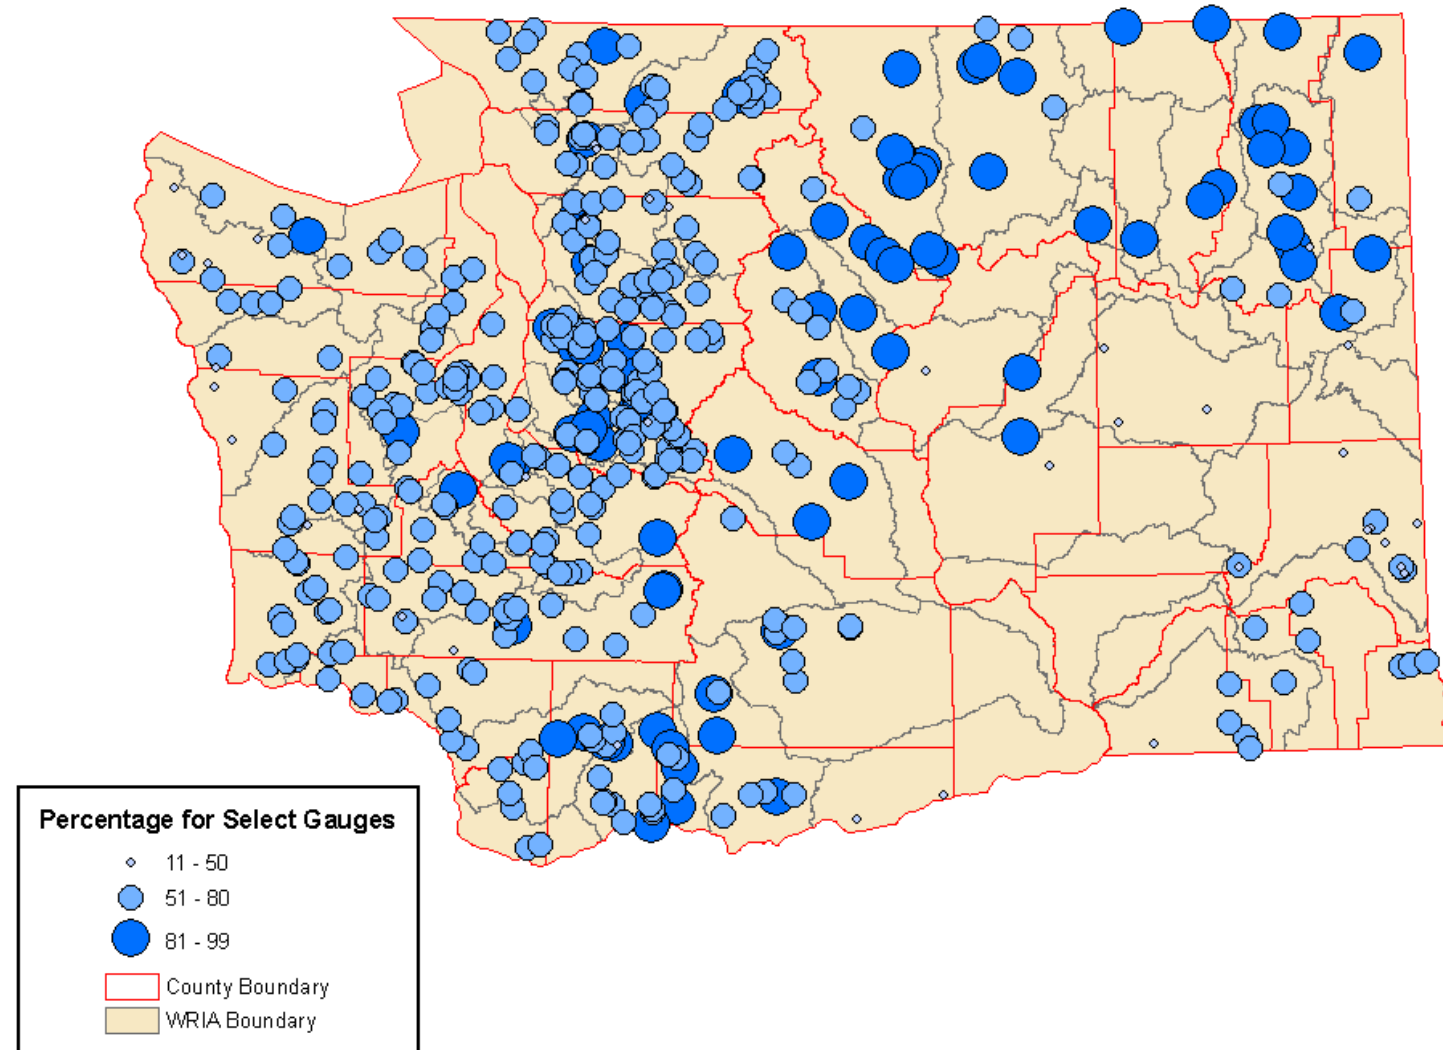 Percentage for Select Gauges
11 - 50
51 - 80
81 - 99
County Boundary
WRIA Boundary